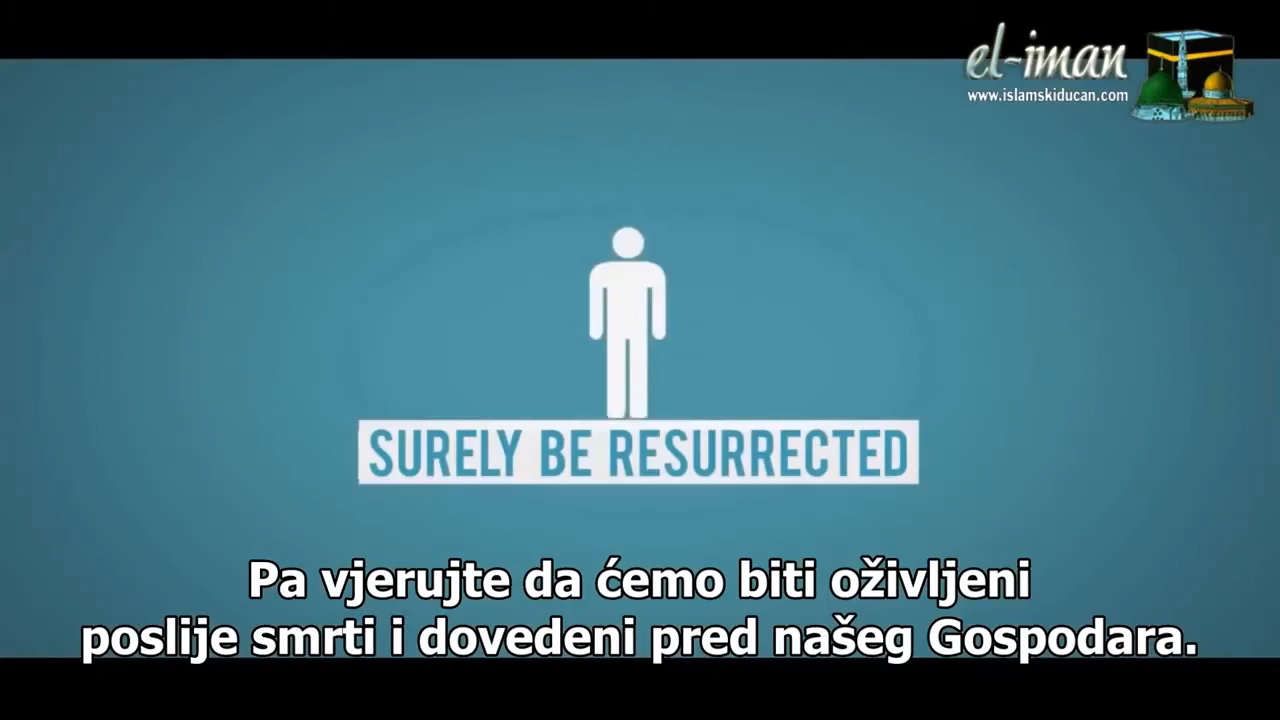 el-iman
www.islamskiducan.com
SURELY BE RESURRECTED
Pa vjerujte da ćemo biti oživljeni
poslije smrti i dovedeni pred našeg Gospodara.